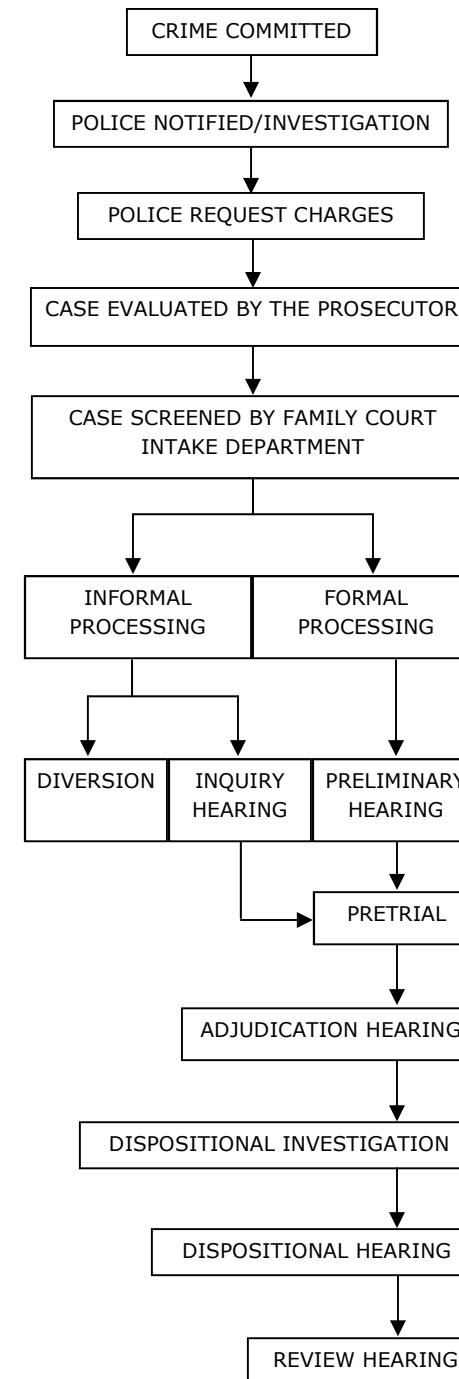 CRIME COMMITTED
POLICE NOTIFIED/INVESTIGATION
POLICE REQUEST CHARGES
CASE EVALUATED BY THE PROSECUTOR
CASE SCREENED BY FAMILY COURT
INTAKE DEPARTMENT
INFORMAL
PROCESSING
FORMAL
PROCESSING
DIVERSION
INQUIRY
HEARING
PRELIMINARY
HEARING
PRETRIAL
ADJUDICATION HEARING
DISPOSITIONAL INVESTIGATION
DISPOSITIONAL HEARING
REVIEW HEARING